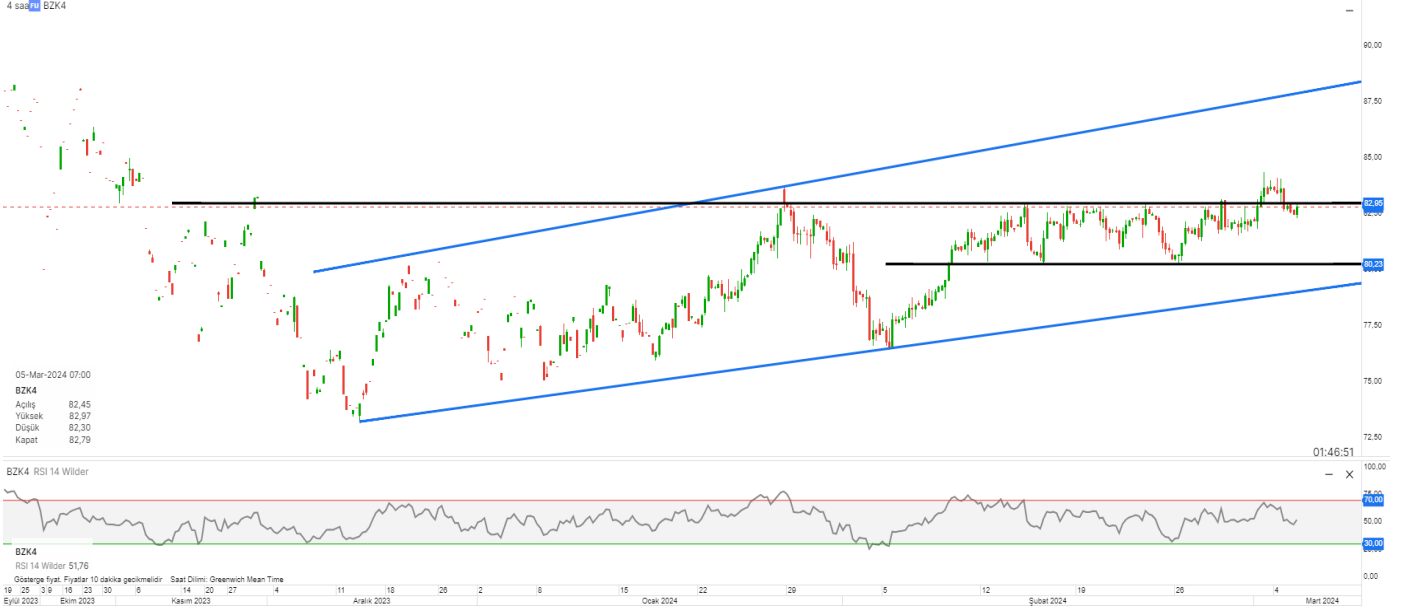 4 saa FU BZK4
90,00
87,50
85,00
82,95
80,23
77,50
75,00
72,50
05-Mar-2024 07:00
BZK4
Açılış 82,45
Yüksek 82,97
Düşük 82,30
Kapat 82,79
01:46:51
BZK4 RSI 14 Wilder
100,00
70,00
50,00
30,00
0,00
BZK4
RSI 14 Wilder 51,76
Gösterge fiyat. Fiyatlar 10 dakika gecikmelidir Saat Dilimi: Greenwich Mean Time
19 25 3 9 16 23 30 6 14 20 27 4 11 18 26 2 8 15 22 29 5 12 19 26 4
Eylül 2023 Ekim 2023 Kasım 2023 Aralık 2023 Ocak 2024 Şubat 2024 Mart 2024